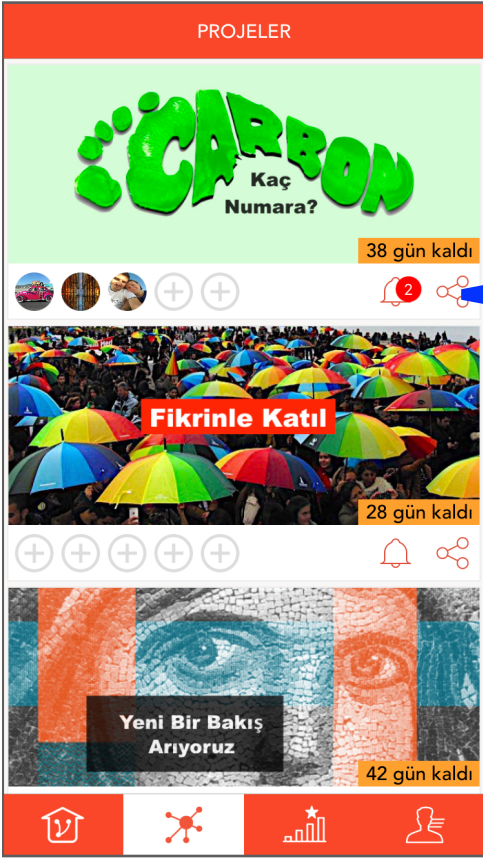 PROJELER
CARBON
Kaç
Numara?
38 gün kaldı
2
Fikrinle Katıl
28 gün kaldı
Yeni Bir Bakış
Arıyoruz
42 gün kaldı